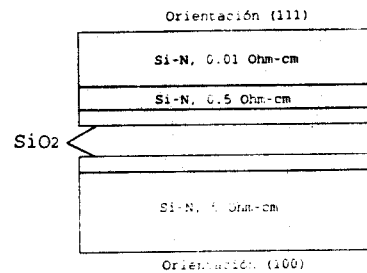 Orientación (111)
Si-N, 0.01 Ohm-cm
Si-N, 0.5 Ohm-cm
SiO2
Si-N, Ohm-cm
Orientación (100)